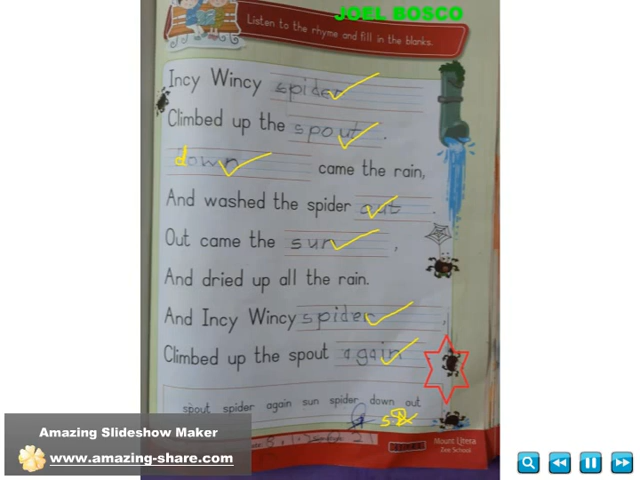 JOEL BOSCO
Listen to the rhyme and fill in the blanks.
Incy Wincy spider
Climbed up the spout .
down came the rain,
And washed the spider out .
Out came the sun ,
And dried up all the rain.
And Incy Wincy spider ,
Climbed up the spout again
spout spider again sun spider down out
Mount Litera
Zee School
Amazing Slideshow Maker
www.amazing-share.com